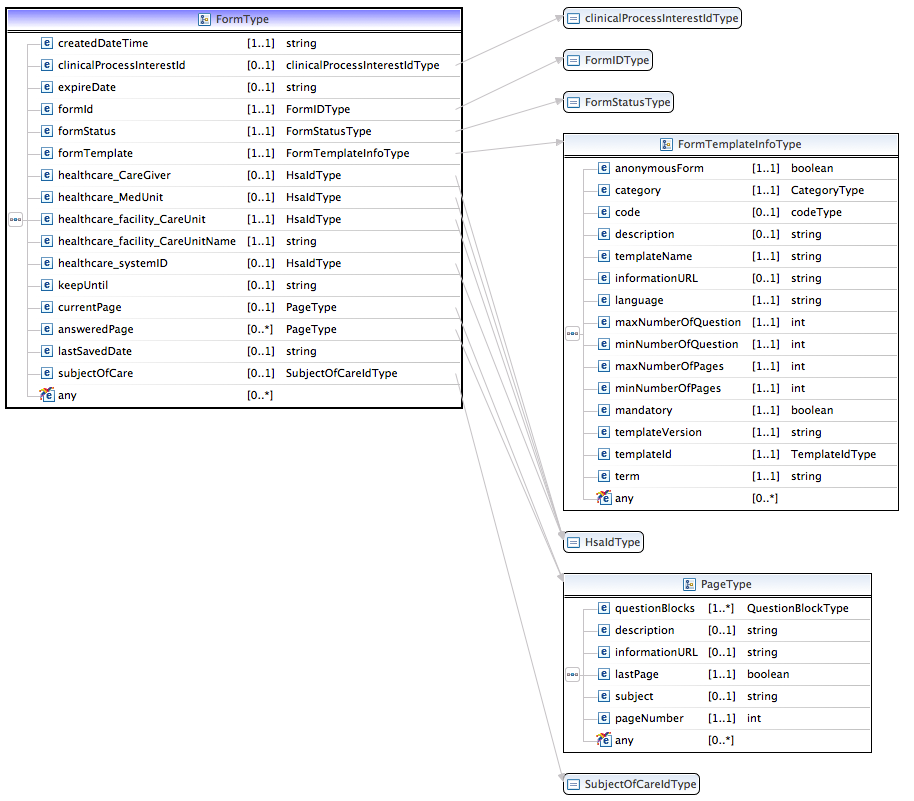 FormType
createdDateTime [1..1] string
clinicalProcessInterestId [0..1] clinicalProcessInterestIdType
expireDate [0..1] string
formId [1..1] FormIDType
formStatus [1..1] FormStatusType
formTemplate [1..1] FormTemplateInfoType
healthcare_CareGiver [0..1] HsaIdType
healthcare_MedUnit [0..1] HsaIdType
healthcare_facility_CareUnit [1..1] HsaIdType
healthcare_facility_CareUnitName [1..1] string
healthcare_systemID [0..1] HsaIdType
keepUntil [0..1] string
currentPage [0..1] PageType
answeredPage [0..*] PageType
lastSavedDate [0..1] string
subjectOfCare [0..1] SubjectOfCareIdType
any [0..*]
clinicalProcessInterestIdType
FormIDType
FormStatusType
FormTemplateInfoType
anonymousForm [1..1] boolean
category [1..1] CategoryType
code [0..1] codeType
description [0..1] string
templateName [1..1] string
informationURL [0..1] string
language [1..1] string
maxNumberOfQuestion [1..1] int
minNumberOfQuestion [1..1] int
maxNumberOfPages [1..1] int
minNumberOfPages [1..1] int
mandatory [1..1] boolean
templateVersion [1..1] string
templateId [1..1] TemplateIdType
term [1..1] string
any [0..*]
HsaIdType
PageType
questionBlocks [1..*] QuestionBlockType
description [0..1] string
informationURL [0..1] string
lastPage [1..1] boolean
subject [0..1] string
pageNumber [1..1] int
any [0..*]
SubjectOfCareIdType